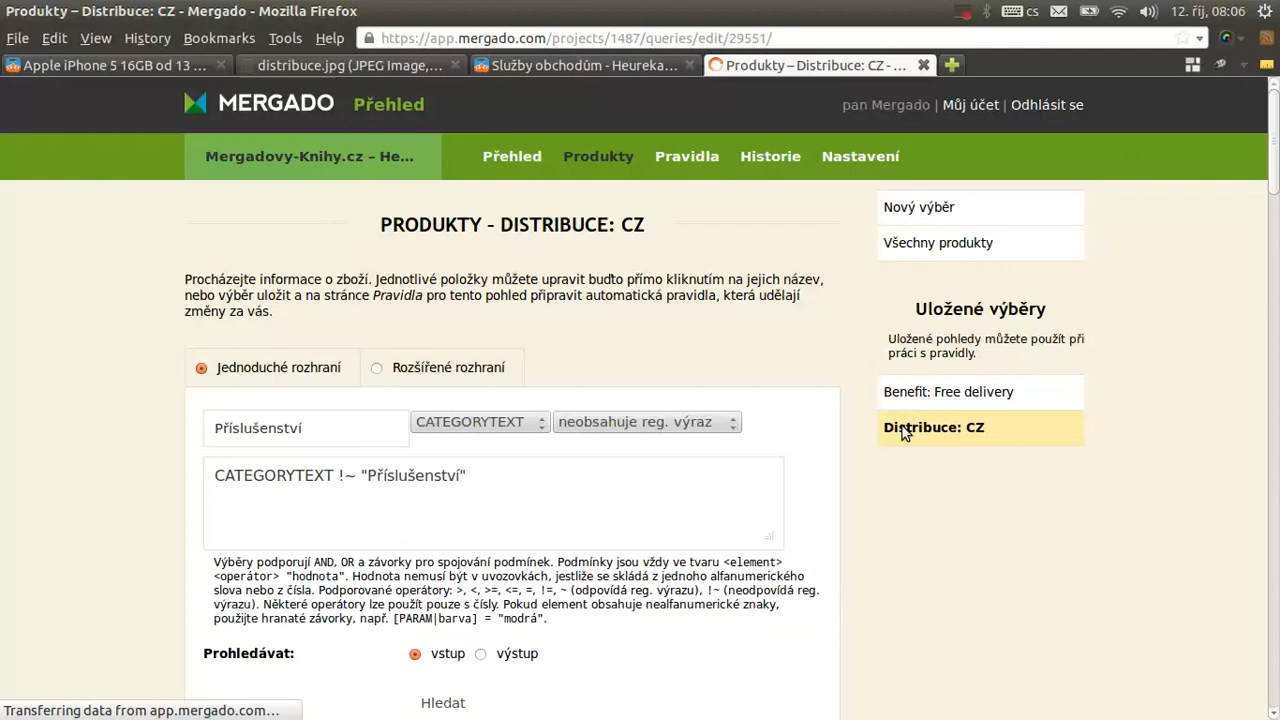 Produkty – Distribuce: CZ - Mergado - Mozilla Firefox
cs
12. říj, 08:06
File Edit View History Bookmarks Tools Help
https://app.mergado.com/projects/1487/queries/edit/29551/
Apple iPhone 5 16GB od 13 ...
distribuce.jpg (JPEG Image,...
Služby obchodům - Heureka...
Produkty – Distribuce: CZ - ...
MERGADO Přehled
pan Mergado | Můj účet | Odhlásit se
Mergadovy-Knihy.cz – He...
Přehled Produkty Pravidla Historie Nastavení
PRODUKTY - DISTRIBUCE: CZ
Procházejte informace o zboží. Jednotlivé položky můžete upravit buďto přímo kliknutím na jejich název,
nebo výběr uložit a na stránce Pravidla pro tento pohled připravit automatická pravidla, která udělají
změny za vás.
Jednoduché rozhraní
Rozšířené rozhraní
Příslušenství
CATEGORYTEXT
neobsahuje reg. výraz
CATEGORYTEXT !~ "Příslušenství"
Výběry podporují AND, OR a závorky pro spojování podmínek. Podmínky jsou vždy ve tvaru <element>
<operátor> "hodnota". Hodnota nemusí být v uvozovkách, jestliže se skládá z jednoho alfanumerického
slova nebo z čísla. Podporované operátory: >, <, >=, <=, =, !=, ~ (odpovídá reg. výrazu), !~ (neodpovídá reg.
výrazu). Některé operátory lze použít pouze s čísly. Pokud element obsahuje nealfanumerické znaky,
použijte hranaté závorky, např. [PARAM|barva] = "modrá".
Prohledávat:
vstup
výstup
Hledat
Nový výběr
Všechny produkty
Uložené výběry
Uložené pohledy můžete použít při
práci s pravidly.
Benefit: Free delivery
Distribuce: CZ
Transferring data from app.mergado.com...